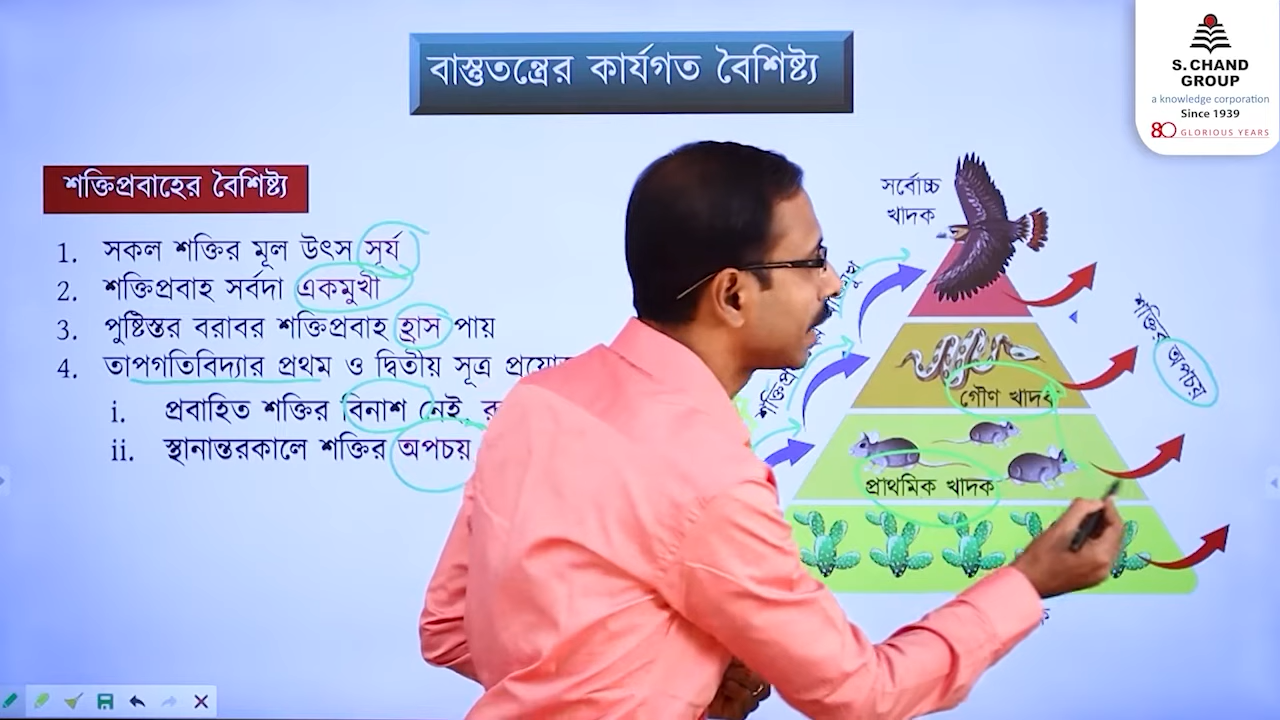 বাস্তুতন্ত্রের কার্যগত বৈশিষ্ট্য
S. CHAND
GROUP
a knowledge corporation
Since 1939
80 GLORIOUS YEARS
শক্তিপ্রবাহের বৈশিষ্ট্য
1. সকল শক্তির মূল উৎস সূর্য
2. শক্তিপ্রবাহ সর্বদা একমুখী
3. পুষ্টিস্তর বরাবর শক্তিপ্রবাহ হ্রাস পায়
4. তাপগতিবিদ্যার প্রথম ও দ্বিতীয় সূত্র
i. প্রবাহিত শক্তির বিনাশ নেই,
ii. স্থানান্তরকালে শক্তির অপচয়
সর্বোচ্চ
খাদক
গৌণ খাদক
প্রাথমিক খাদক
শক্তির অপচয়